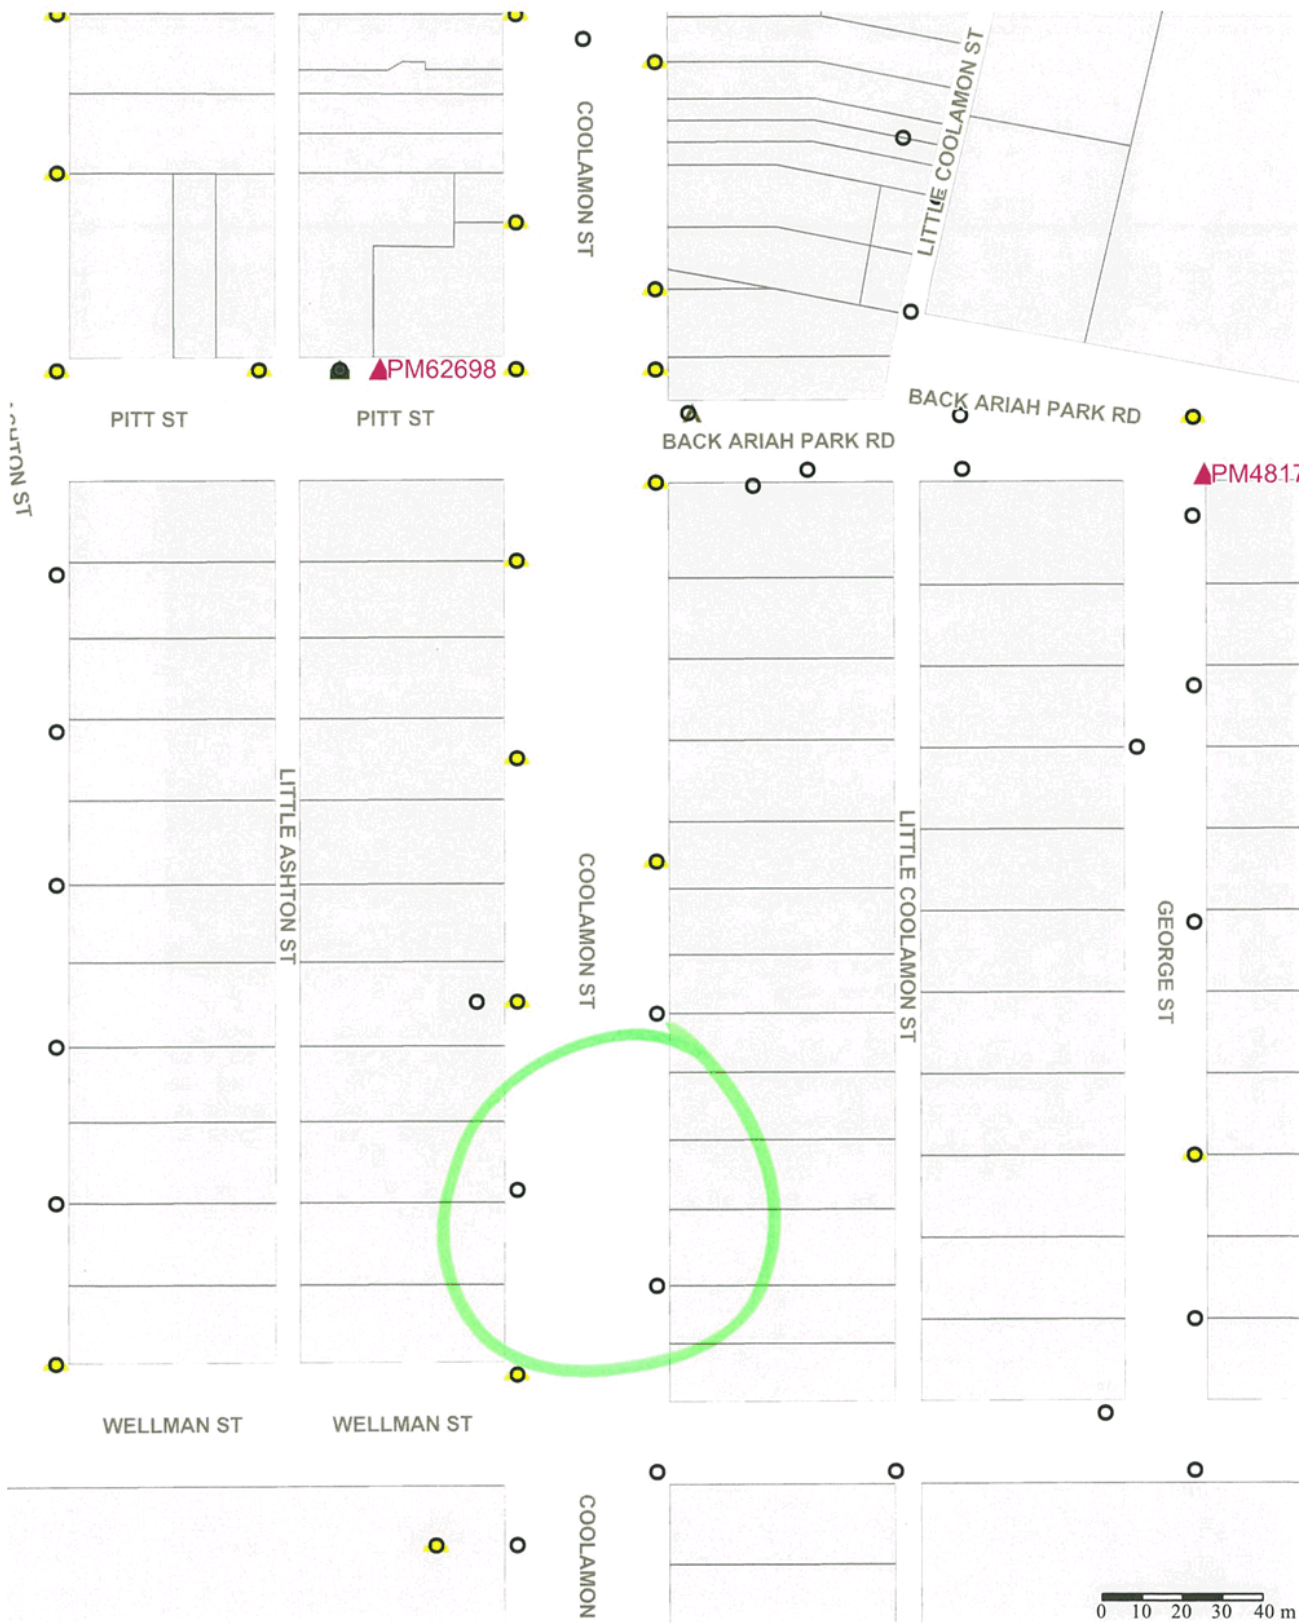 COOLAMON ST
LITTLE COOLAMON ST
PM62698
PITT ST
PITT ST
BACK ARIAH PARK RD
BACK ARIAH PARK RD
PM4817
LITTLE ASHTON ST
COOLAMON ST
LITTLE COOLAMON ST
GEORGE ST
WELLMAN ST
WELLMAN ST
COOLAMON
0 10 20 30 40 m